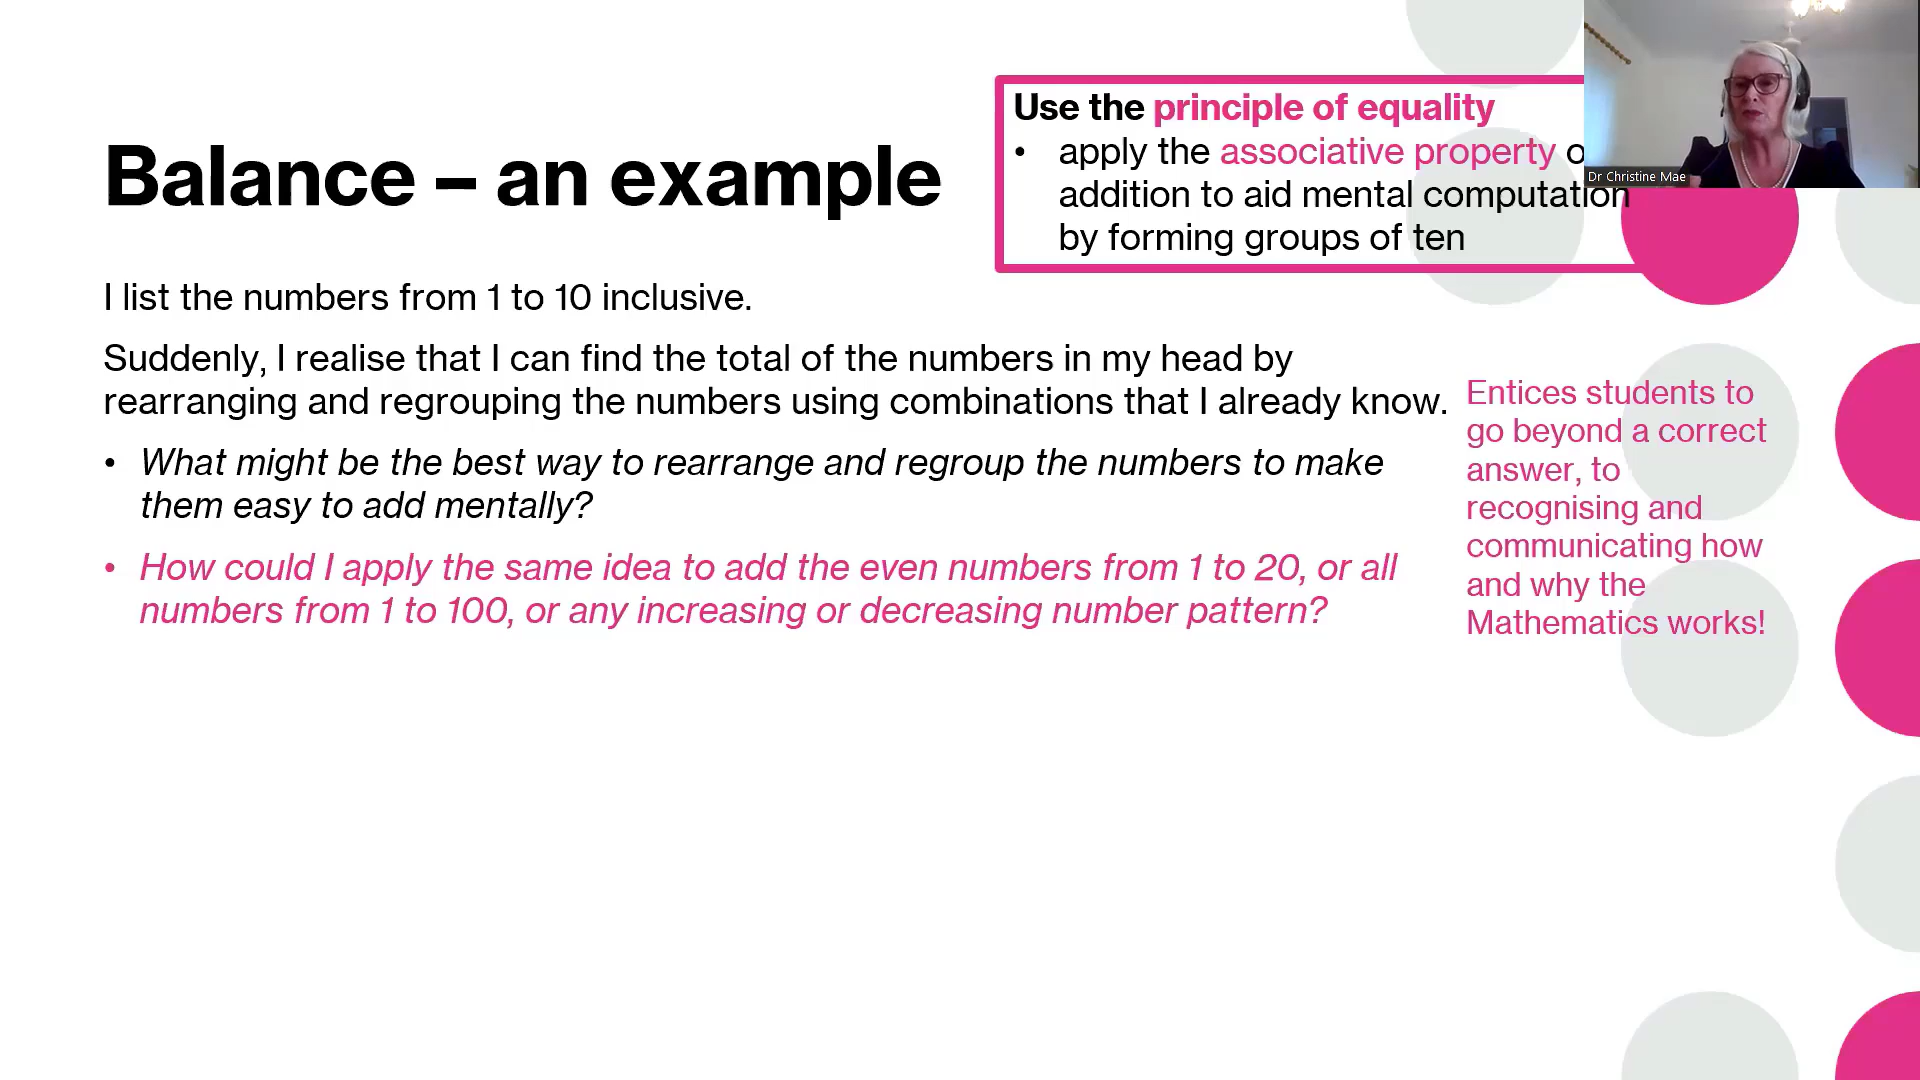 Balance – an example
Use the principle of equality
• apply the associative property
addition to aid mental computation
by forming groups of ten
Dr Christine Mae
I list the numbers from 1 to 10 inclusive.
Suddenly, I realise that I can find the total of the numbers in my head by
rearranging and regrouping the numbers using combinations that I already know.
• What might be the best way to rearrange and regroup the numbers to make
them easy to add mentally?
• How could I apply the same idea to add the even numbers from 1 to 20, or all
numbers from 1 to 100, or any increasing or decreasing number pattern?
Entices students to
go beyond a correct
answer, to
recognising and
communicating how
and why the
Mathematics works!